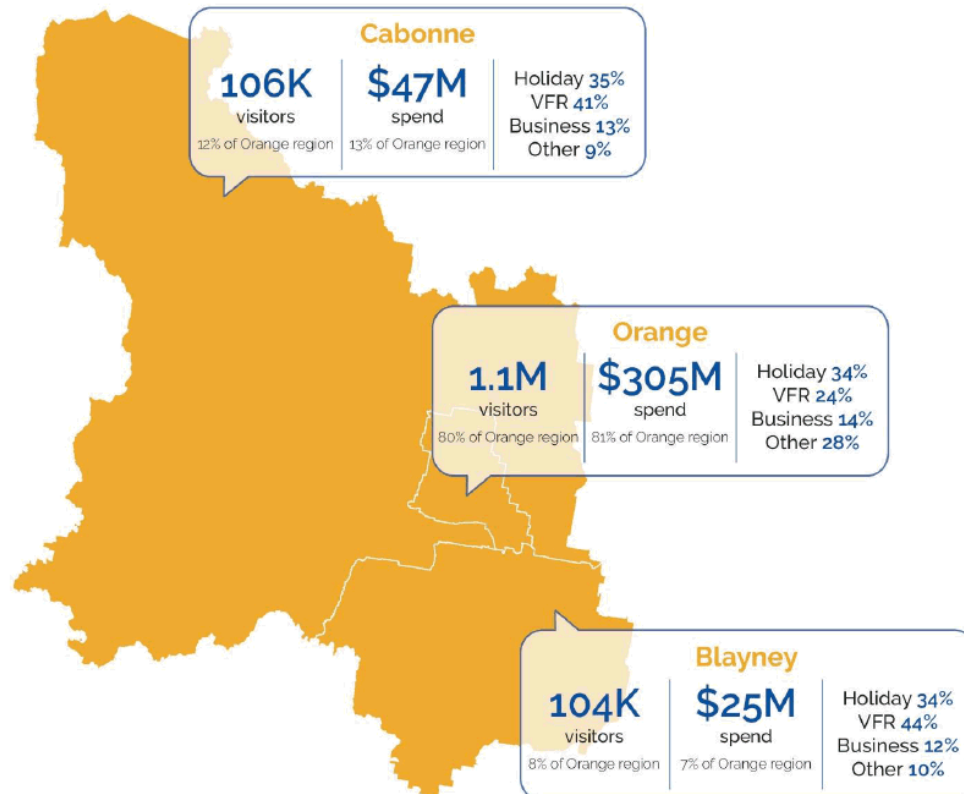 Cabonne
106K
visitors
12% of Orange region
$47M
spend
13% of Orange region
Holiday 35%
VFR 41%
Business 13%
Other 9%
Orange
1.1M
visitors
80% of Orange region
$305M
spend
81% of Orange region
Holiday 34%
VFR 24%
Business 14%
Other 28%
Blayney
104K
visitors
8% of Orange region
$25M
spend
7% of Orange region
Holiday 34%
VFR 44%
Business 12%
Other 10%